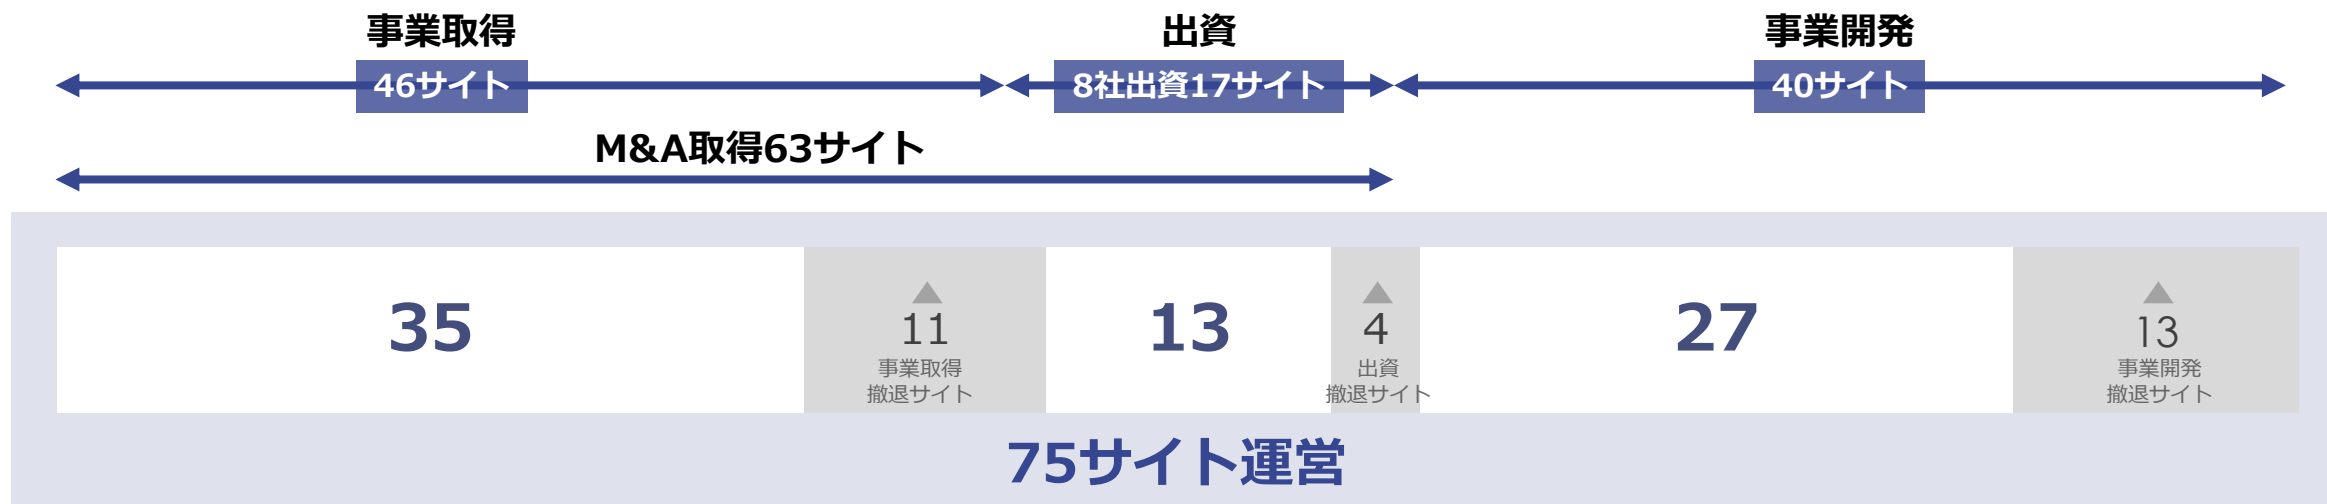 事業取得
出資
事業開発
46サイト
8社出資17サイト
40サイト
M&A取得63サイト
35
▲
11
事業取得
撤退サイト
13
▲
4
出資
撤退サイト
27
▲
13
事業開発
撤退サイト
75サイト運営